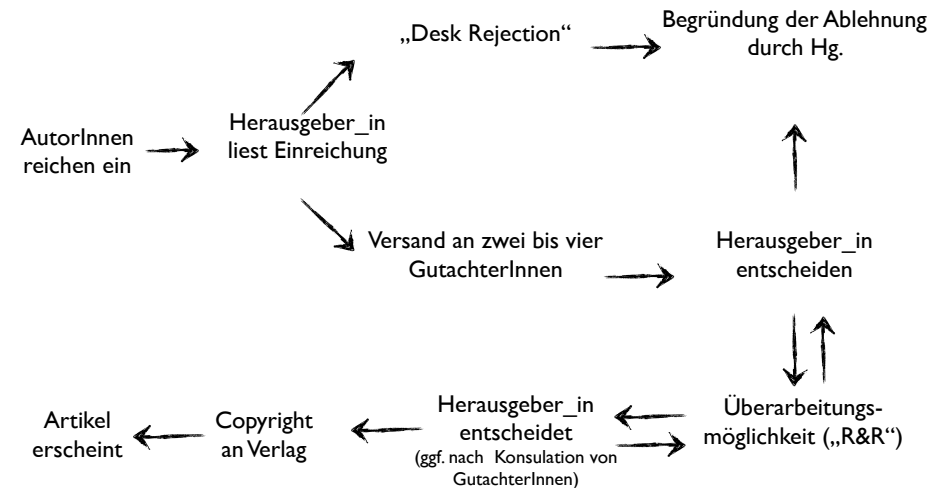 „Desk Rejection“
Begründung der Ablehnung
durch Hg.
AutorInnen
reichen ein
Herausgeber_in
liest Einreichung
Versand an zwei bis vier
GutachterInnen
Herausgeber_in
entscheiden
Artikel
erscheint
Copyright
an Verlag
Herausgeber_in
entscheidet
(ggf. nach Konsulation von
GutachterInnen)
Überarbeitungs-
möglichkeit („R&R“)